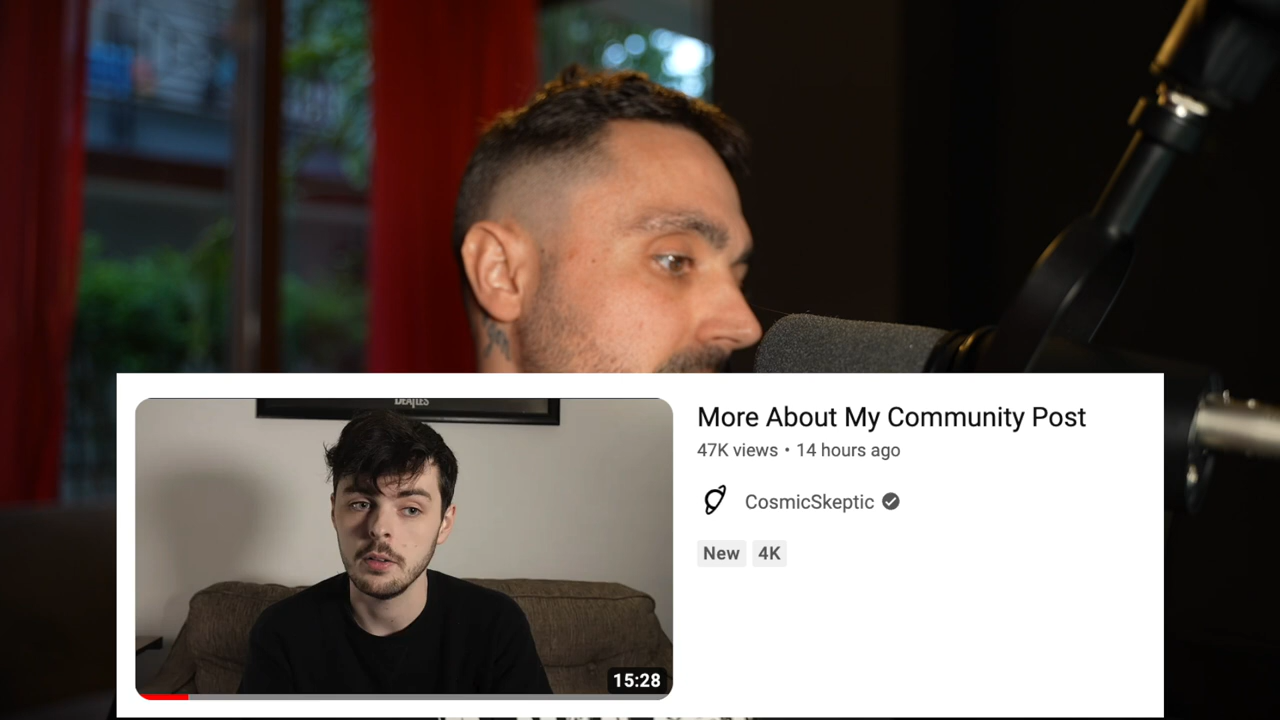 BEATLES
More About My Community Post
47K views • 14 hours ago
CosmicSkeptic
New 4K
15:28